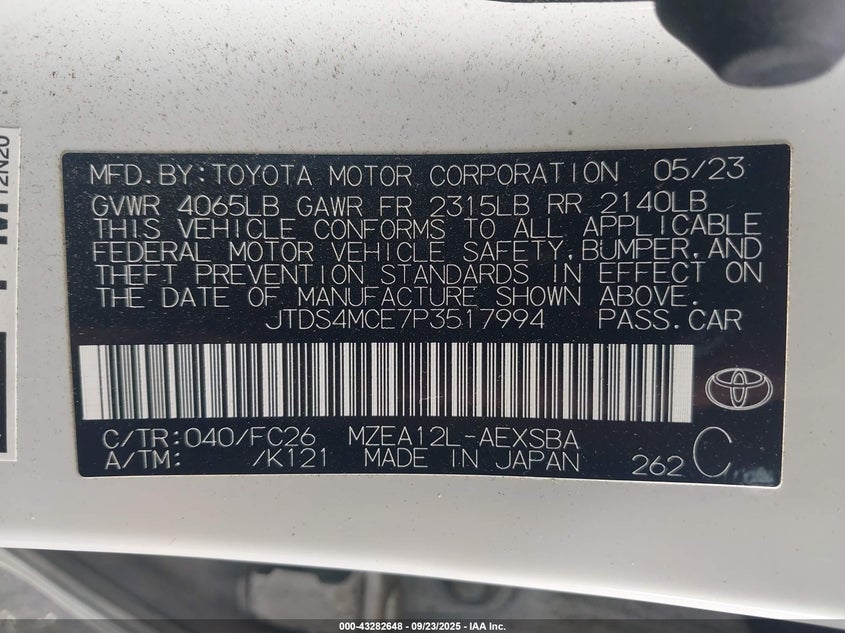 MFD.BY:TOYOTA MOTOR CORPORATION 05/23
GVWR 4065LB GAWR FR 2315LB RR 2140LB
THIS VEHICLE CONFORMS TO ALL APPLICABLE
FEDERAL MOTOR VEHICLE SAFETY,BUMPER,AND
THEFT PREVENTION STANDARDS IN EFFECT ON
THE DATE OF MANUFACTURE SHOWN ABOVE.
JTDS4MCE7P3517994 PASS.CAR
C/TR:040/FC26 MZEA12L-AEXSBA
A/TM: /K121 MADE IN JAPAN 262 C
12N20
000-43282648 - 09/23/2025 - IAA Inc.